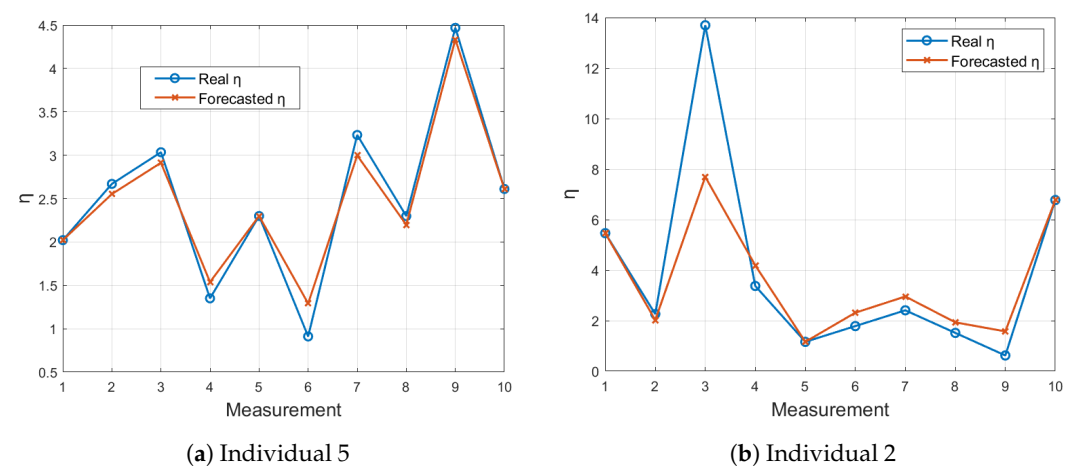 4.5
4
3.5
3
2.5
2
1.5
1
0.5
η
Real η
Forecasted η
1 2 3 4 5 6 7 8 9 10
Measurement
(a) Individual 5
14
12
10
8
6
4
2
0
η
Real η
Forecasted η
1 2 3 4 5 6 7 8 9 10
Measurement
(b) Individual 2